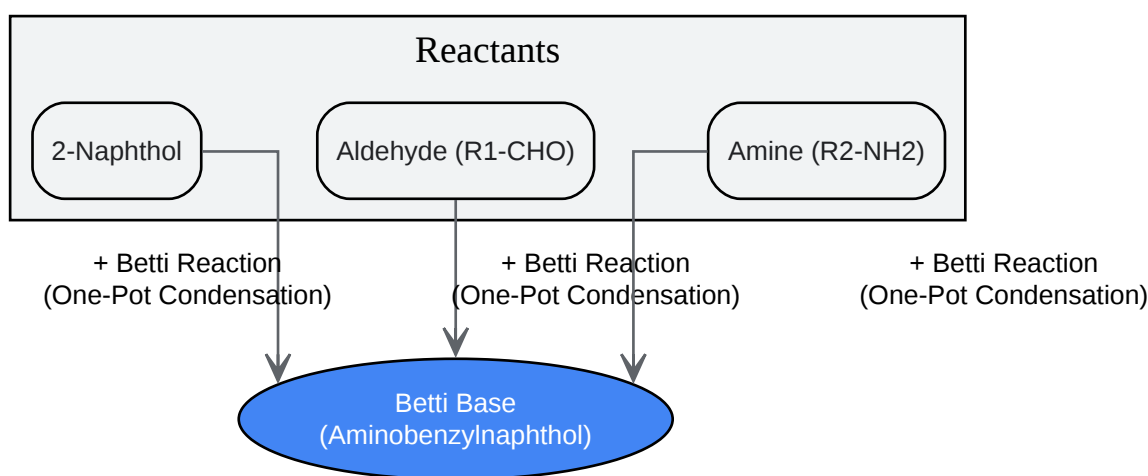 Reactants
2-Naphthol
Aldehyde (R1-CHO)
Amine (R2-NH2)
+ Betti Reaction
(One-Pot Condensation)
+ Betti Reaction
(One-Pot Condensation)
+ Betti Reaction
(One-Pot Condensation)
Betti Base
(Aminobenzylnaphthol)